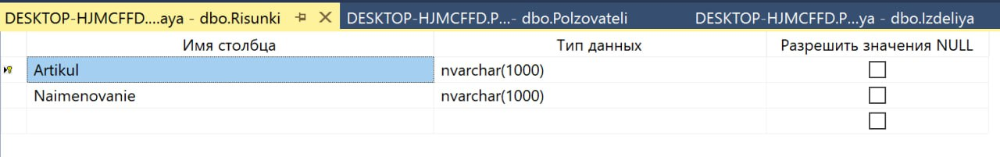 DESKTOP-HJMCFFD....aya - dbo.Risunki DESKTOP-HJMCFFD.P...- dbo.Polzovateli DESKTOP-HJMCFFD.P...ya - dbo.Izdeliya
Имя столбца Тип данных Разрешить значения NULL
Artikul nvarchar(1000)
Naimenovanie nvarchar(1000)